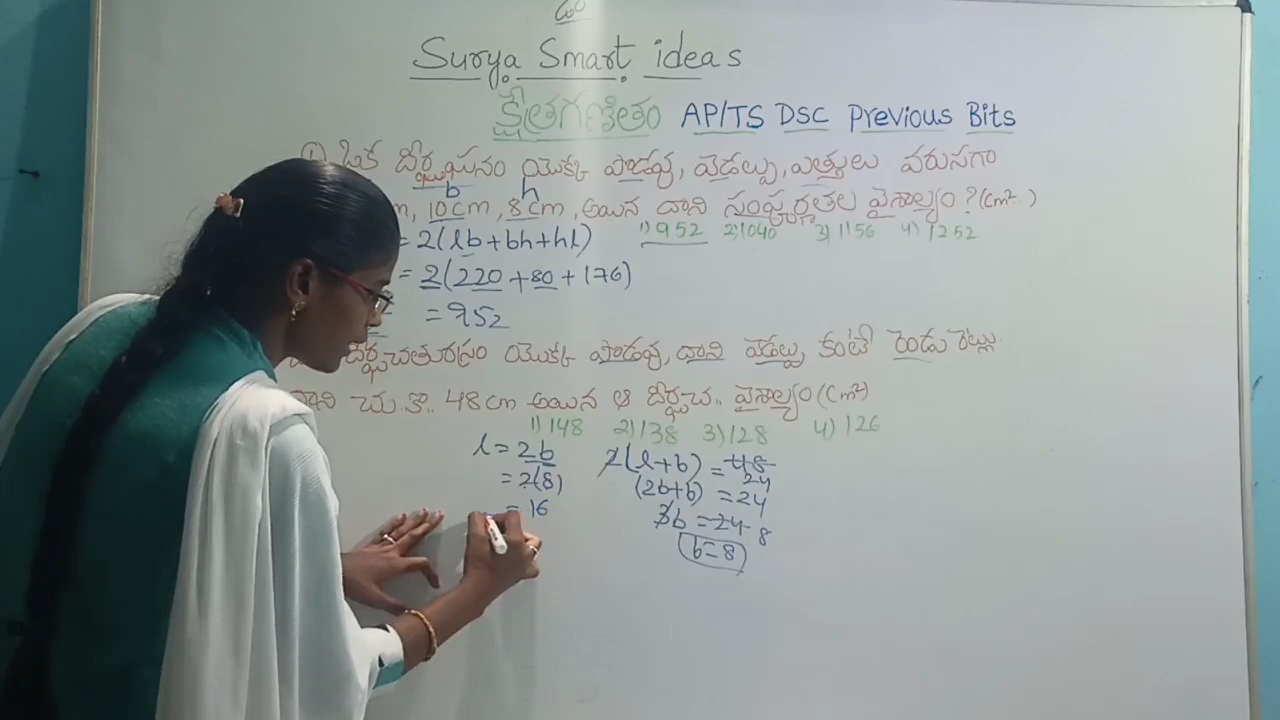 Surya Smart ideas
క్షేత్రగణితం AP/TS DSC Previous Bits
① ఒక దీర్ఘఘనం యొక్క పొడవు, వెడల్పు, ఎత్తులు వరుసగా
b h
m, 10cm, 8cm, అయిన దాని వైశాల్యం? (cm² )
= 2(lb+bh+hl) 1) 952 2) 1040 3) 1156 4) 1252
= 2(220+80+176)
= 952
దీర్ఘచతురస్రం యొక్క పొడవు, దాని వెడల్పు కంటే రెండు రెట్లు
దాని చు.కొ.. 48cm అయిన ఆ దీర్ఘచ.. వైశాల్యం (cm²)
1) 148 2) 138 3) 128 4) 126
l = 2b 2(l+b) = 48
24
= 2(8) (2b+b) = 24
= 16 3b = 24 8
b=8